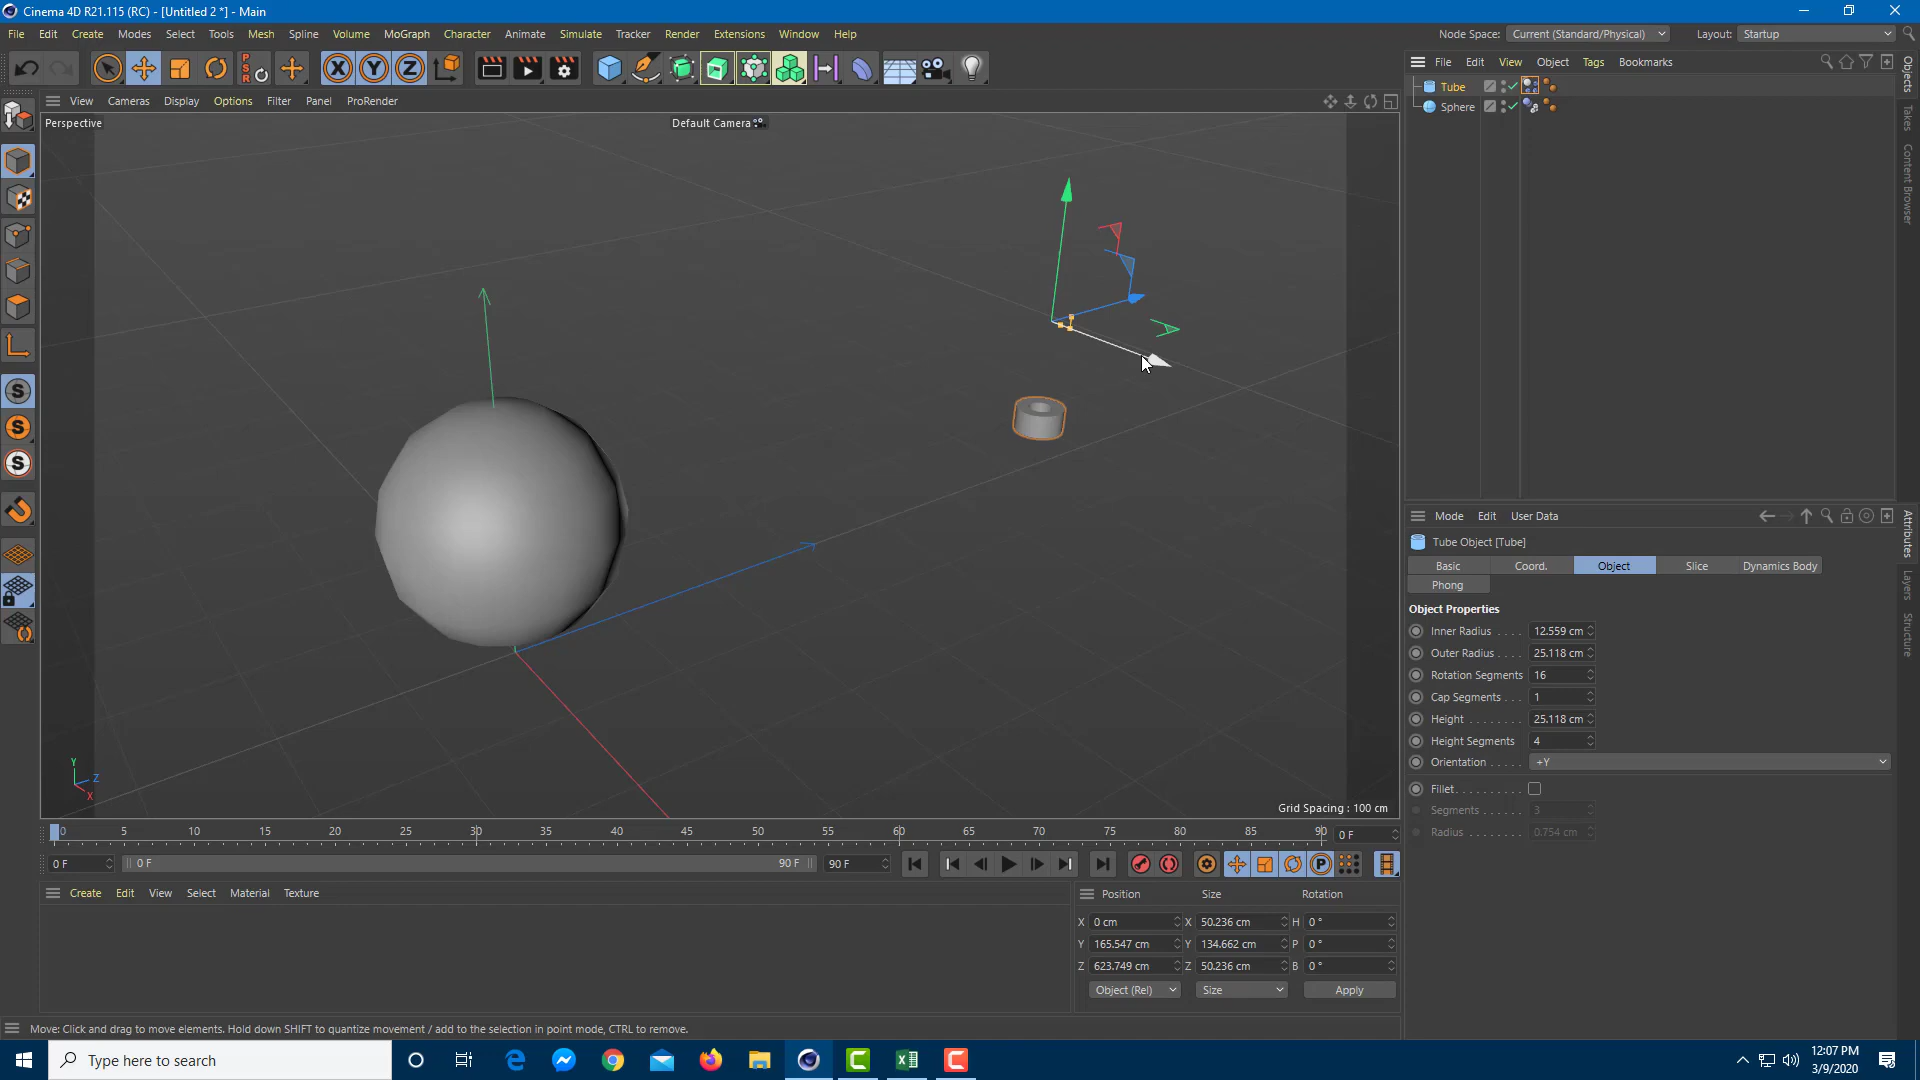 Cinema 4D R21.115 (RC) - [Untitled 2 *] - Main
File Edit Create Modes Select Tools Mesh Spline Volume MoGraph Character Animate Simulate Tracker Render Extensions Window Help
Node Space: Current (Standard/Physical) Layout: Startup
X Y Z
PSR
File Edit View Object Tags Bookmarks
Tube
Sphere
Objects
Takes
Content Browser
View Cameras Display Options Filter Panel ProRender
Perspective
Default Camera
Grid Spacing : 100 cm
Y
Z
X
S
S
S
Mode Edit User Data
Tube Object [Tube]
Basic Coord. Object Slice Dynamics Body
Phong
Object Properties
Inner Radius . . . . 12.559 cm
Outer Radius . . . . 25.118 cm
Rotation Segments 16
Cap Segments . . . 1
Height . . . . . . . . 25.118 cm
Height Segments 4
Orientation . . . . . +Y
Fillet . . . . . . . . . .
Segments . . . . . . 3
Radius . . . . . . . . 0.754 cm
Attributes
Layers
Structure
0 5 10 15 20 25 30 35 40 45 50 55 60 65 70 75 80 85 90 0 F
0 F 0 F 90 F 90 F
P
Create Edit View Select Material Texture
Position Size Rotation
X 0 cm X 50.236 cm H 0 °
Y 165.547 cm Y 134.662 cm P 0 °
Z 623.749 cm Z 50.236 cm B 0 °
Object (Rel) Size Apply
Move: Click and drag to move elements. Hold down SHIFT to quantize movement / add to the selection in point mode, CTRL to remove.
Type here to search
12:07 PM
3/9/2020